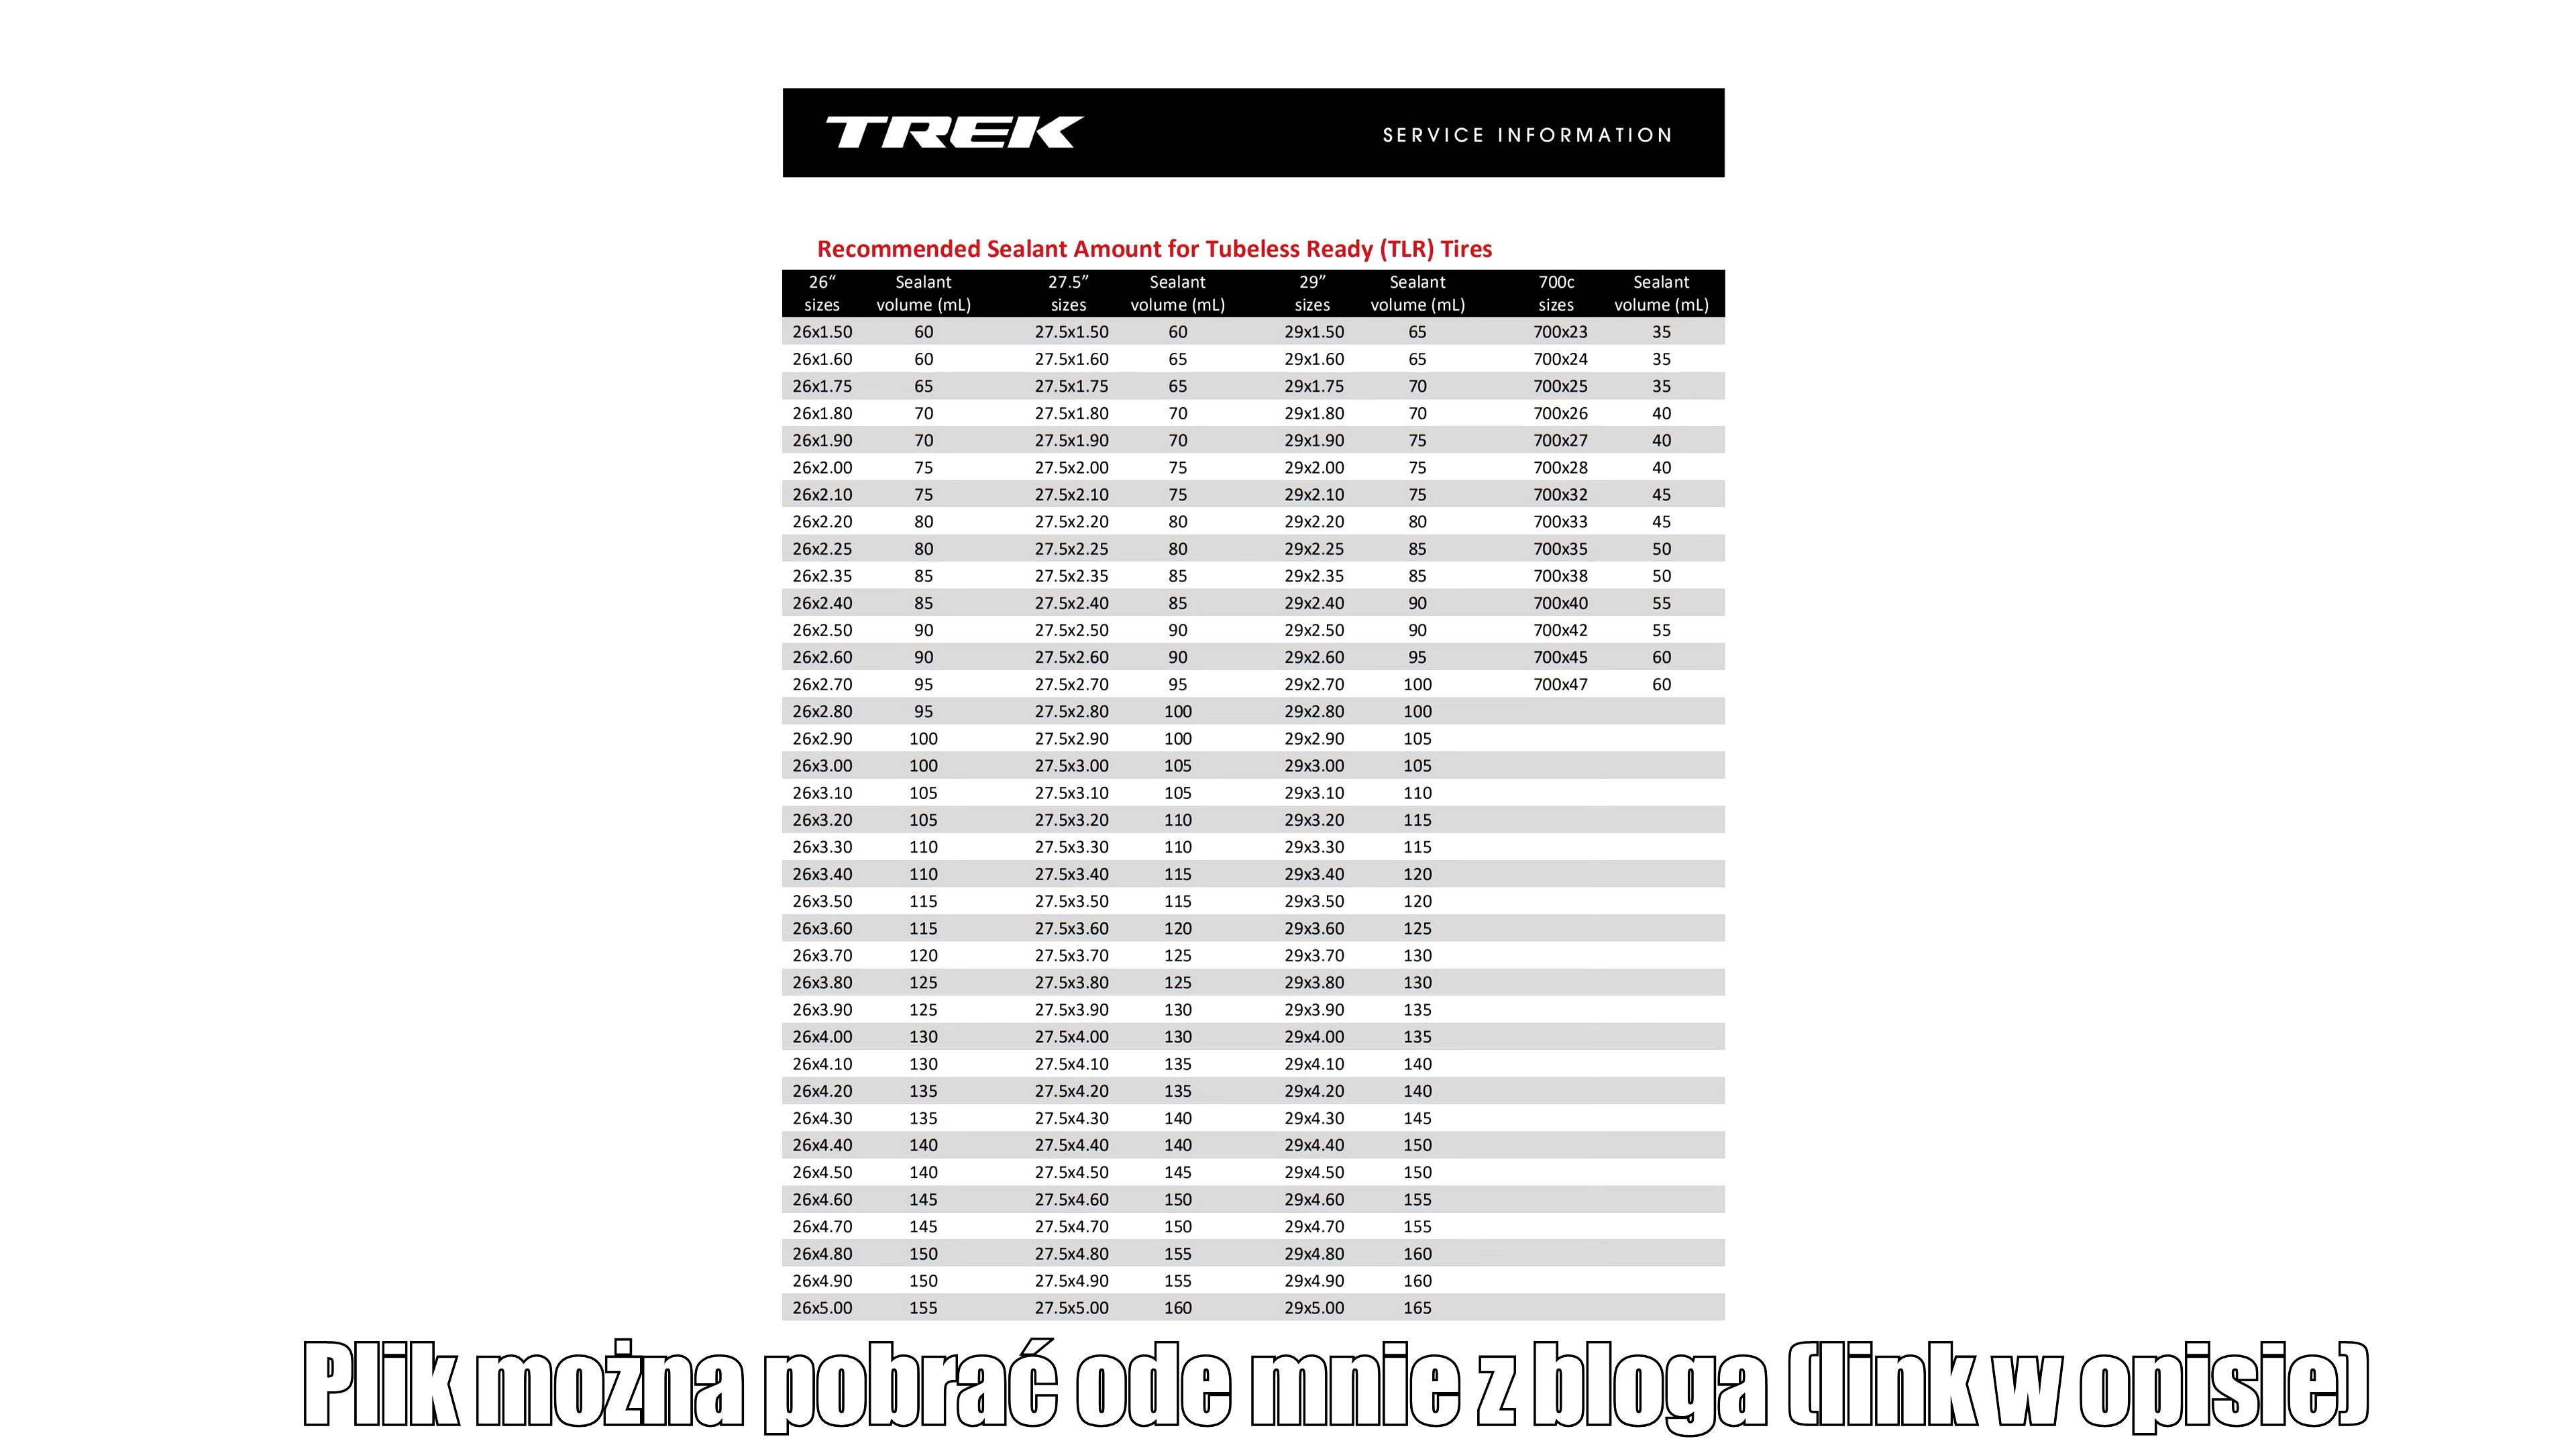 TREK
SERVICE INFORMATION
Recommended Sealant Amount for Tubeless Ready (TLR) Tires
26“ Sealant 27.5” Sealant 29” Sealant 700c Sealant
sizes volume (mL) sizes volume (mL) sizes volume (mL) sizes volume (mL)
26x1.50 60 27.5x1.50 60 29x1.50 65 700x23 35
26x1.60 60 27.5x1.60 65 29x1.60 65 700x24 35
26x1.75 65 27.5x1.75 65 29x1.75 70 700x25 35
26x1.80 70 27.5x1.80 70 29x1.80 70 700x26 40
26x1.90 70 27.5x1.90 70 29x1.90 75 700x27 40
26x2.00 75 27.5x2.00 75 29x2.00 75 700x28 40
26x2.10 75 27.5x2.10 75 29x2.10 75 700x32 45
26x2.20 80 27.5x2.20 80 29x2.20 80 700x33 45
26x2.25 80 27.5x2.25 80 29x2.25 85 700x35 50
26x2.35 85 27.5x2.35 85 29x2.35 85 700x38 50
26x2.40 85 27.5x2.40 85 29x2.40 90 700x40 55
26x2.50 90 27.5x2.50 90 29x2.50 90 700x42 55
26x2.60 90 27.5x2.60 90 29x2.60 95 700x45 60
26x2.70 95 27.5x2.70 95 29x2.70 100 700x47 60
26x2.80 95 27.5x2.80 100 29x2.80 100
26x2.90 100 27.5x2.90 100 29x2.90 105
26x3.00 100 27.5x3.00 105 29x3.00 105
26x3.10 105 27.5x3.10 105 29x3.10 110
26x3.20 105 27.5x3.20 110 29x3.20 115
26x3.30 110 27.5x3.30 110 29x3.30 115
26x3.40 110 27.5x3.40 115 29x3.40 120
26x3.50 115 27.5x3.50 115 29x3.50 120
26x3.60 115 27.5x3.60 120 29x3.60 125
26x3.70 120 27.5x3.70 125 29x3.70 130
26x3.80 125 27.5x3.80 125 29x3.80 130
26x3.90 125 27.5x3.90 130 29x3.90 135
26x4.00 130 27.5x4.00 130 29x4.00 135
26x4.10 130 27.5x4.10 135 29x4.10 140
26x4.20 135 27.5x4.20 135 29x4.20 140
26x4.30 135 27.5x4.30 140 29x4.30 145
26x4.40 140 27.5x4.40 140 29x4.40 150
26x4.50 140 27.5x4.50 145 29x4.50 150
26x4.60 145 27.5x4.60 150 29x4.60 155
26x4.70 145 27.5x4.70 150 29x4.70 155
26x4.80 150 27.5x4.80 155 29x4.80 160
26x4.90 150 27.5x4.90 155 29x4.90 160
26x5.00 155 27.5x5.00 160 29x5.00 165
Plik można pobrać ode mnie z bloga (link w opisie)